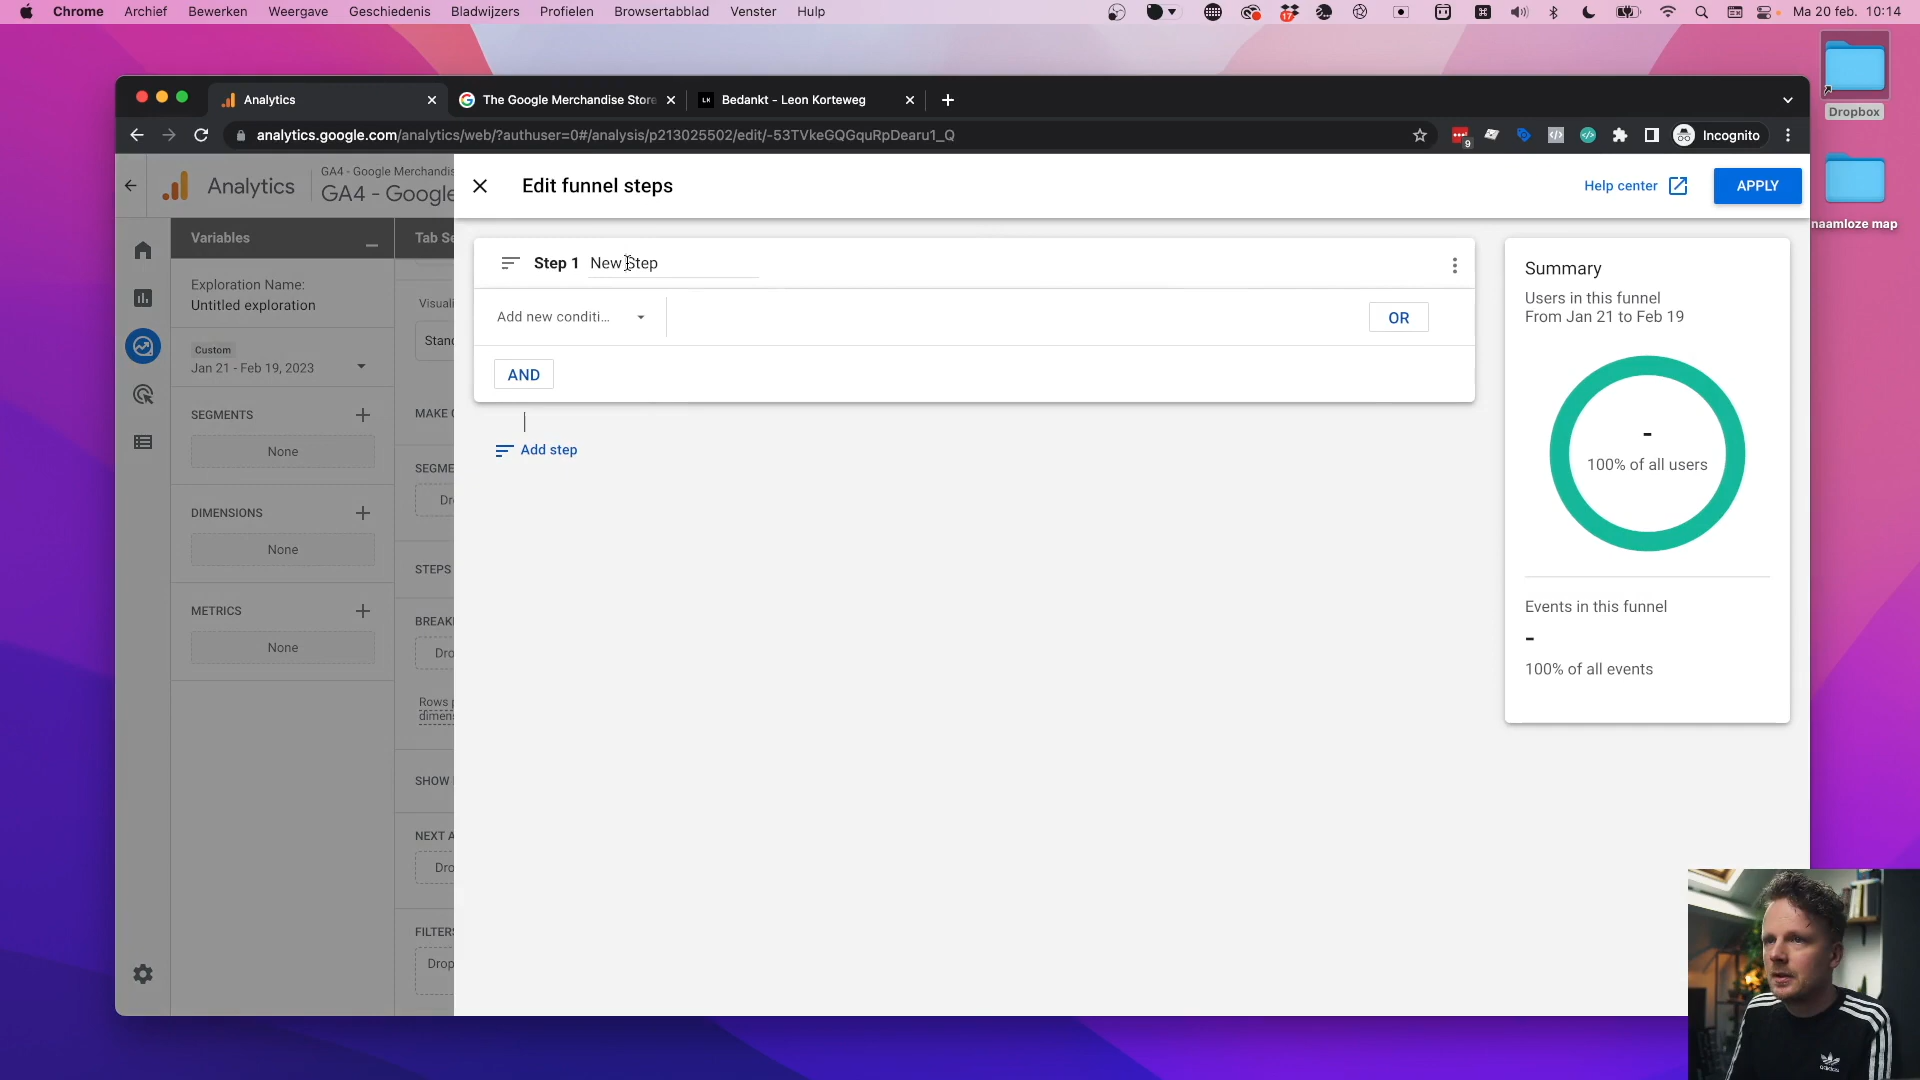 Chrome Archief Bewerken Weergave Geschiedenis Bladwijzers Profielen Browsertabblad Venster Hulp 17 Ma 20 feb. 10:14
Dropbox
naamloze map
Analytics The Google Merchandise Store LK Bedankt - Leon Korteweg
analytics.google.com/analytics/web/?authuser=0#/analysis/p213025502/edit/-53TVkeGQGquRpDearu1_Q 9 Incognito
Analytics
GA4 - Google Merchandis
GA4 - Google
Edit funnel steps
Help center
APPLY
Variables
Exploration Name:
Untitled exploration
Custom
Jan 21 - Feb 19, 2023
SEGMENTS
None
DIMENSIONS
None
METRICS
None
Tab Se
Visuali
Stand
MAKE O
SEGME
Dro
STEPS
BREAK
Dro
Rows p
dimens
SHOW
NEXT A
Dro
FILTERS
Drop
Step 1 New Step
Add new conditi...
OR
AND
Add step
Summary
Users in this funnel
From Jan 21 to Feb 19
-
100% of all users
Events in this funnel
-
100% of all events
adidas